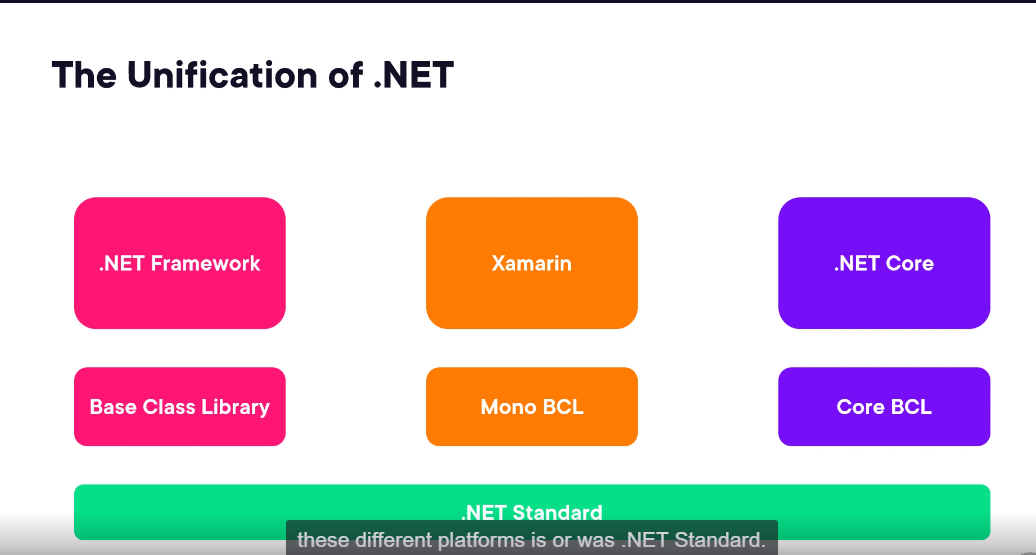 The Unification of .NET
.NET Framework
Xamarin
.NET Core
Base Class Library
Mono BCL
Core BCL
.NET Standard
these different platforms is or was .NET Standard.